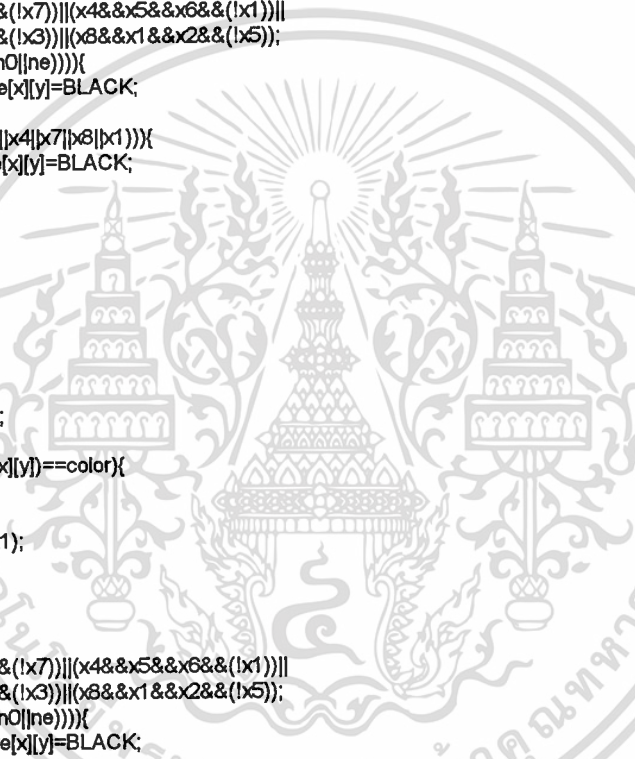 &(!x7))||(x4&&x5&&x6&&(!x1))||
&(!x3))||(x8&&x1&&x2&&(!x5));
n0||ne)))){
e[x][y]=BLACK;
||x4||x7||x8||x1))){
e[x][y]=BLACK;
;
x][y])==color){
1);
&(!x7))||(x4&&x5&&x6&&(!x1))||
&(!x3))||(x8&&x1&&x2&&(!x5));
n0||ne)))){
e[x][y]=BLACK;